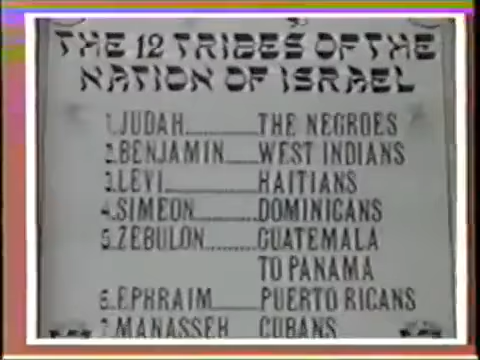 THE 12 TRIBES OF THE
NATION OF ISRAEL
1.JUDAH..........THE NEGROES
2.BENJAMIN.....WEST INDIANS
3.LEVI.............HAITIANS
4.SIMEON........DOMINICANS
5.ZEBULON........GUATEMALA
TO PANAMA
6.EPHRAIM......PUERTO RICANS
7.MANASSEH CUBANS